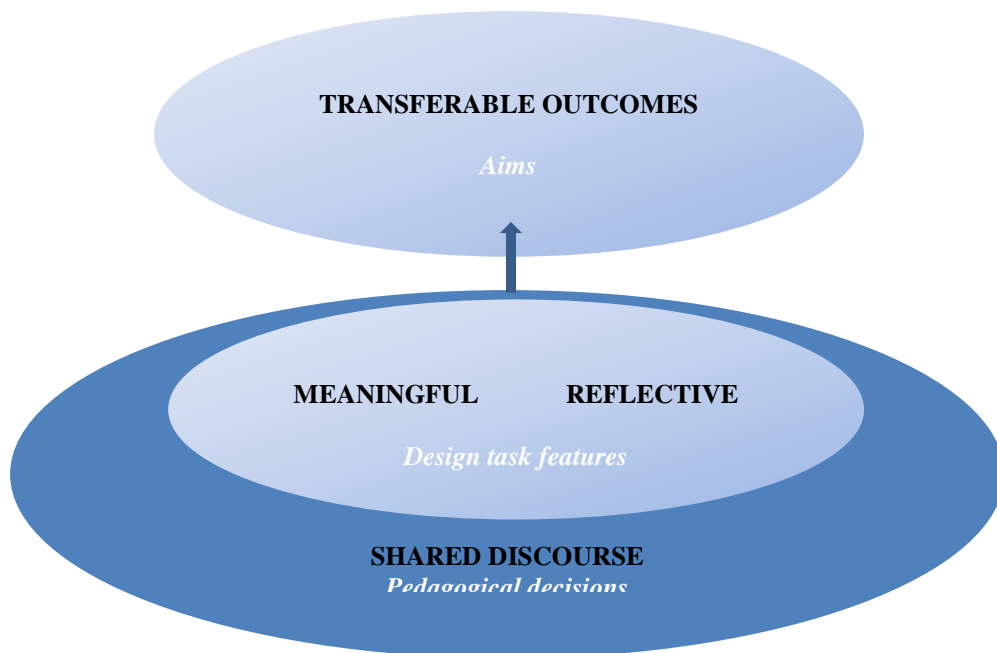 TRANSFERABLE OUTCOMES
Aims
MEANINGFUL REFLECTIVE
Design task features
SHARED DISCOURSE
Pedagogical decisions